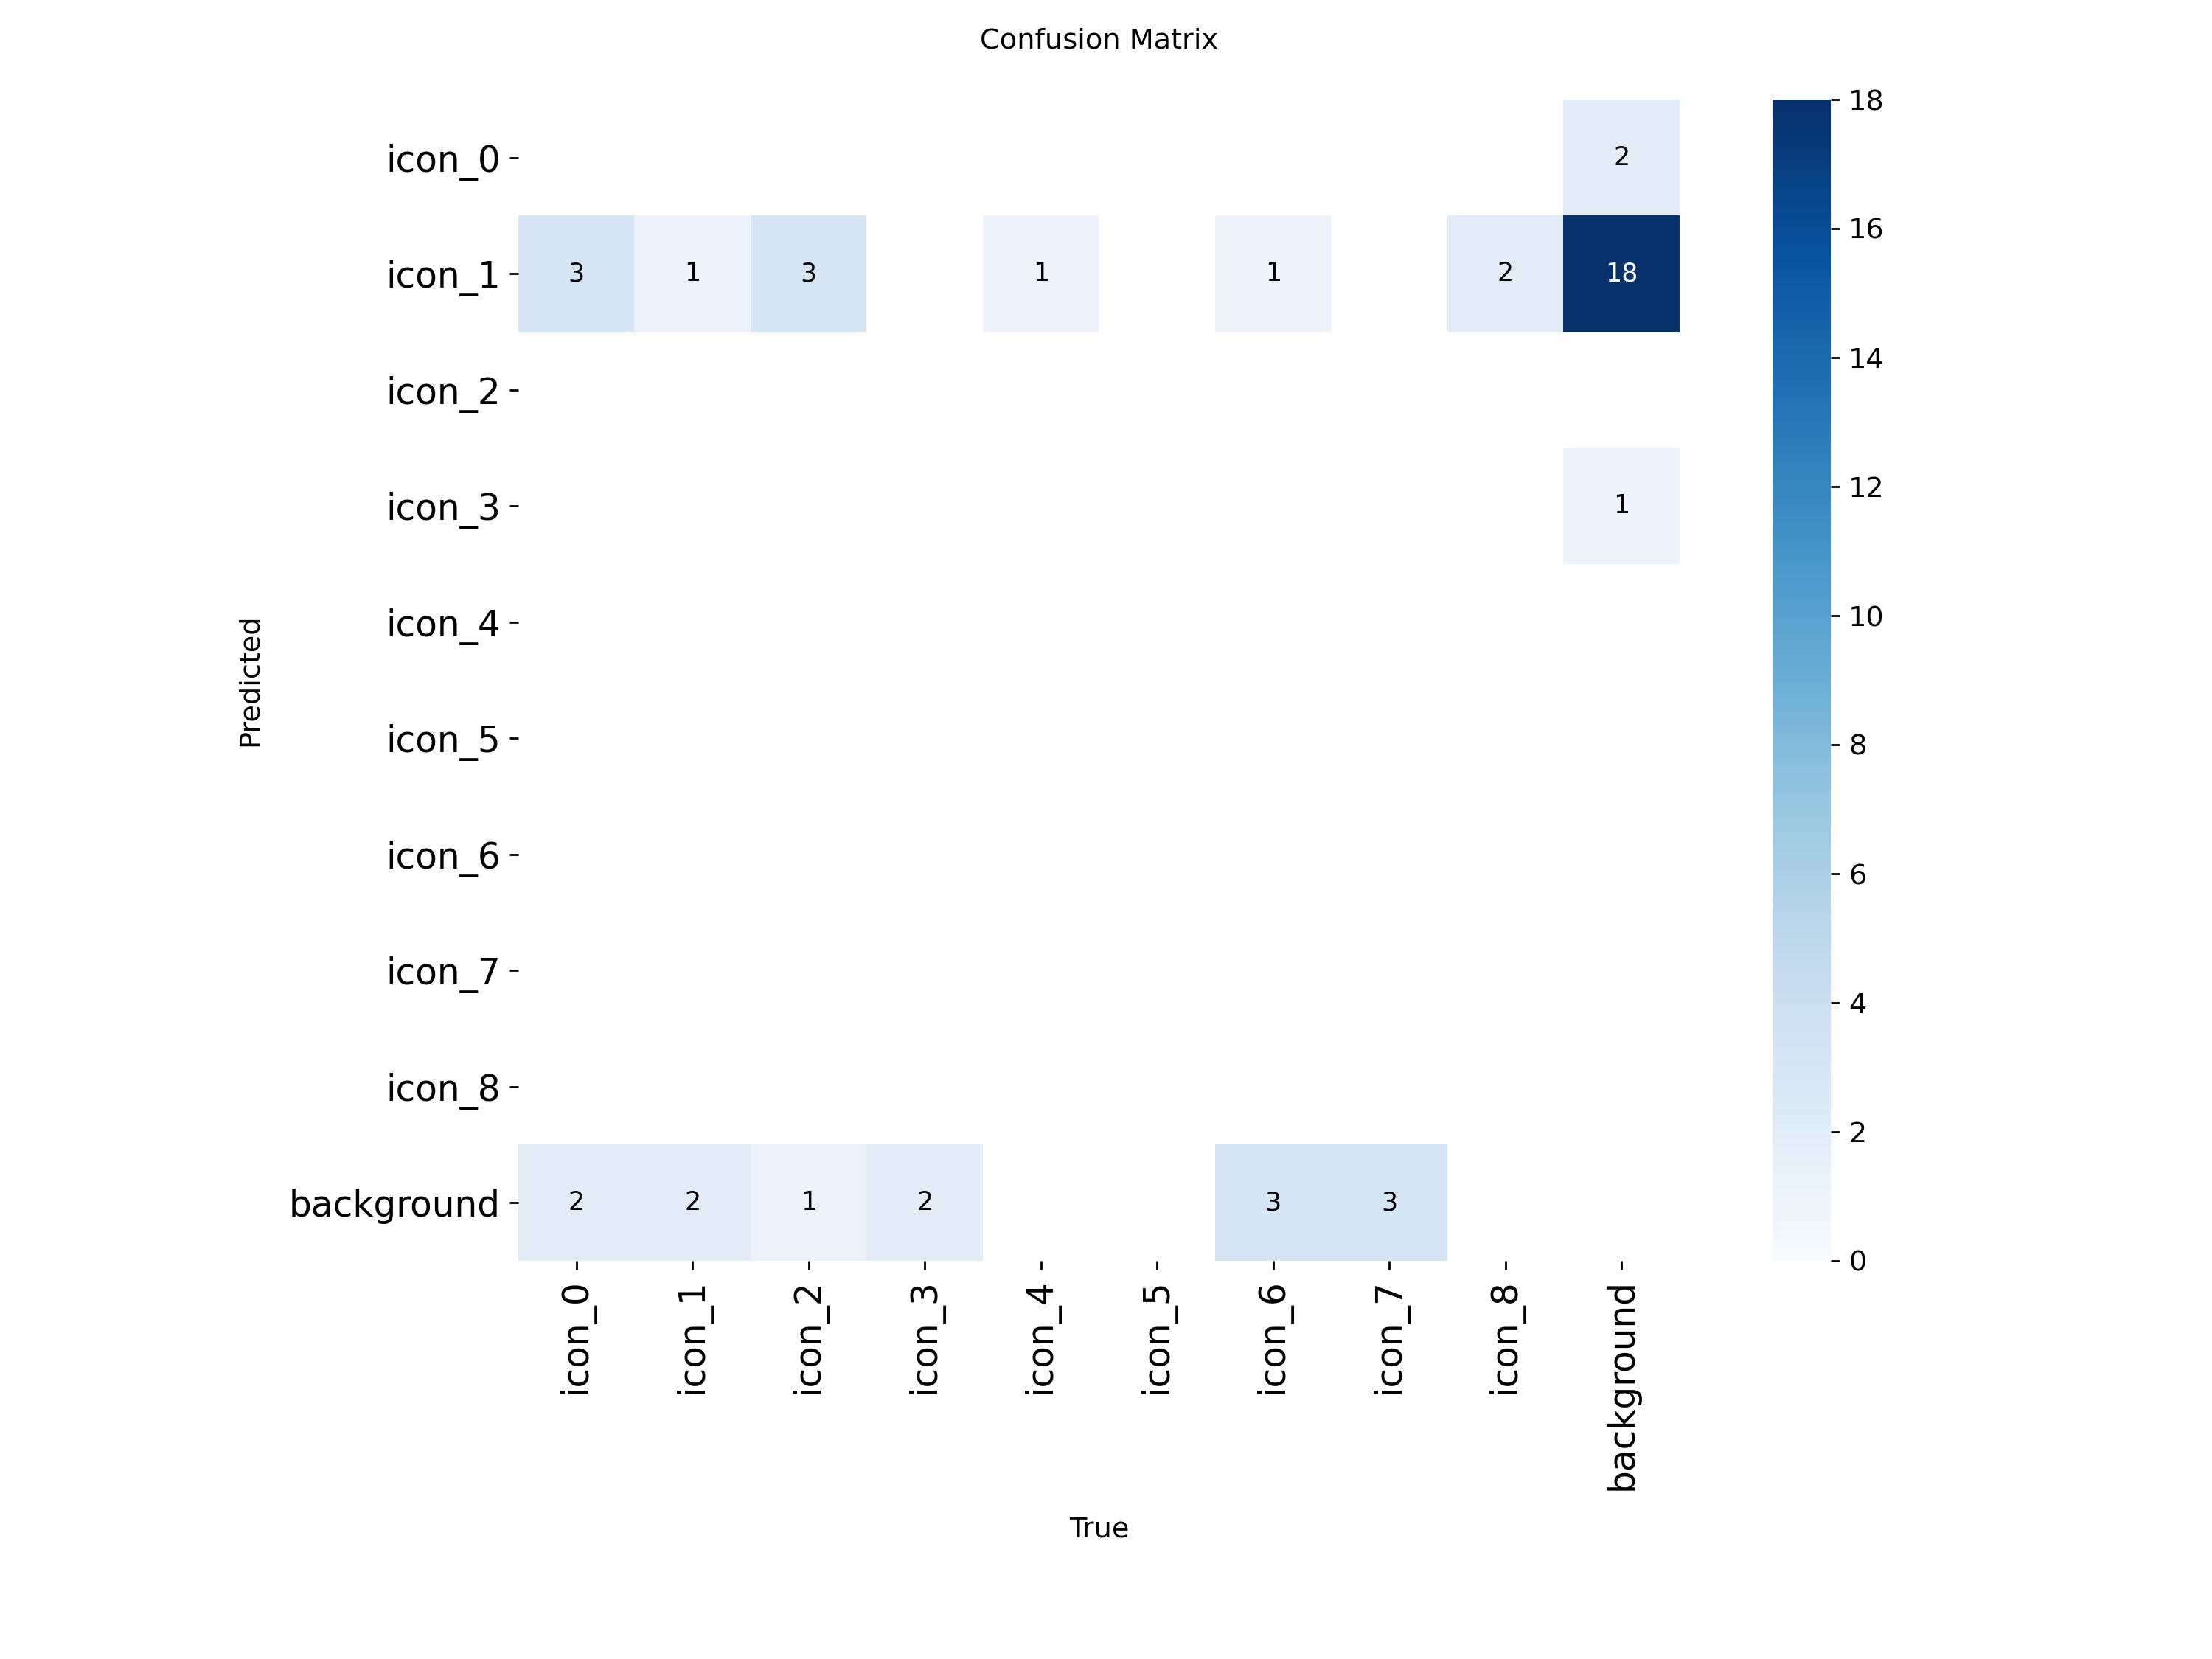 Confusion Matrix
icon_0 2
icon_1 3 1 3 1 1 2 18
icon_2
icon_3 1
icon_4
icon_5
icon_6
icon_7
icon_8
background 2 2 1 2 3 3
icon_0 icon_1 icon_2 icon_3 icon_4 icon_5 icon_6 icon_7 icon_8 background
Predicted
True
18
16
14
12
10
8
6
4
2
0